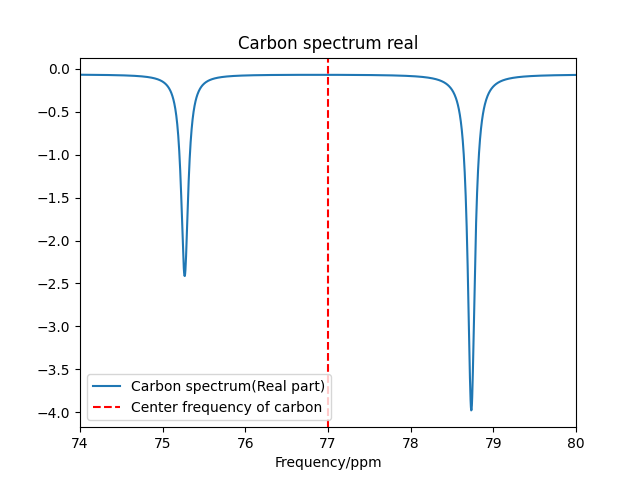 Carbon spectrum real
0.0
−0.5
−1.0
−1.5
−2.0
−2.5
−3.0
−3.5
−4.0
Carbon spectrum(Real part)
Center frequency of carbon
74 75 76 77 78 79 80
Frequency/ppm